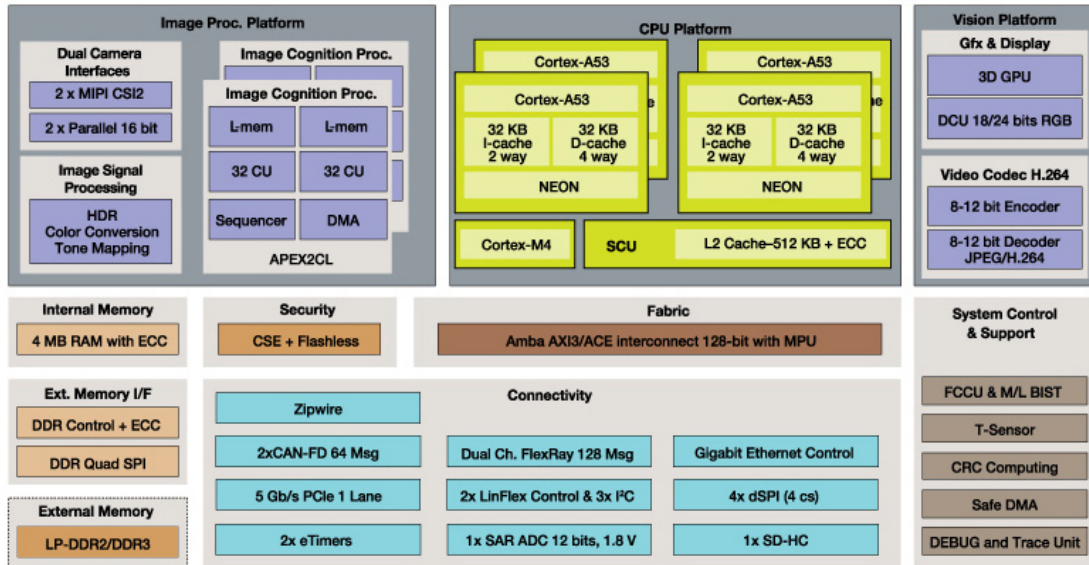 Image Proc. Platform
Dual Camera
Interfaces
2 x MIPI CSI2
2 x Parallel 16 bit
Image Signal
Processing
HDR
Color Conversion
Tone Mapping
Image Cognition Proc.
Image Cognition Proc.
L-mem
L-mem
32 CU
32 CU
Sequencer
DMA
APEX2CL
CPU Platform
Cortex-A53
Cortex-A53
32 KB
I-cache
2 way
32 KB
D-cache
4 way
NEON
Cortex-A53
Cortex-A53
32 KB
I-cache
2 way
32 KB
D-cache
4 way
NEON
Cortex-M4
SCU
L2 Cache–512 KB + ECC
Vision Platform
Gfx & Display
3D GPU
DCU 18/24 bits RGB
Video Codec H.264
8-12 bit Encoder
8-12 bit Decoder
JPEG/H.264
Internal Memory
4 MB RAM with ECC
Security
CSE + Flashless
Fabric
Amba AXI3/ACE interconnect 128-bit with MPU
System Control
& Support
FCCU & M/L BIST
T-Sensor
CRC Computing
Safe DMA
DEBUG and Trace Unit
Ext. Memory I/F
DDR Control + ECC
DDR Quad SPI
External Memory
LP-DDR2/DDR3
Connectivity
Zipwire
2xCAN-FD 64 Msg
Dual Ch. FlexRay 128 Msg
Gigabit Ethernet Control
5 Gb/s PCIe 1 Lane
2x LinFlex Control & 3x I²C
4x dSPI (4 cs)
2x eTimers
1x SAR ADC 12 bits, 1.8 V
1x SD-HC